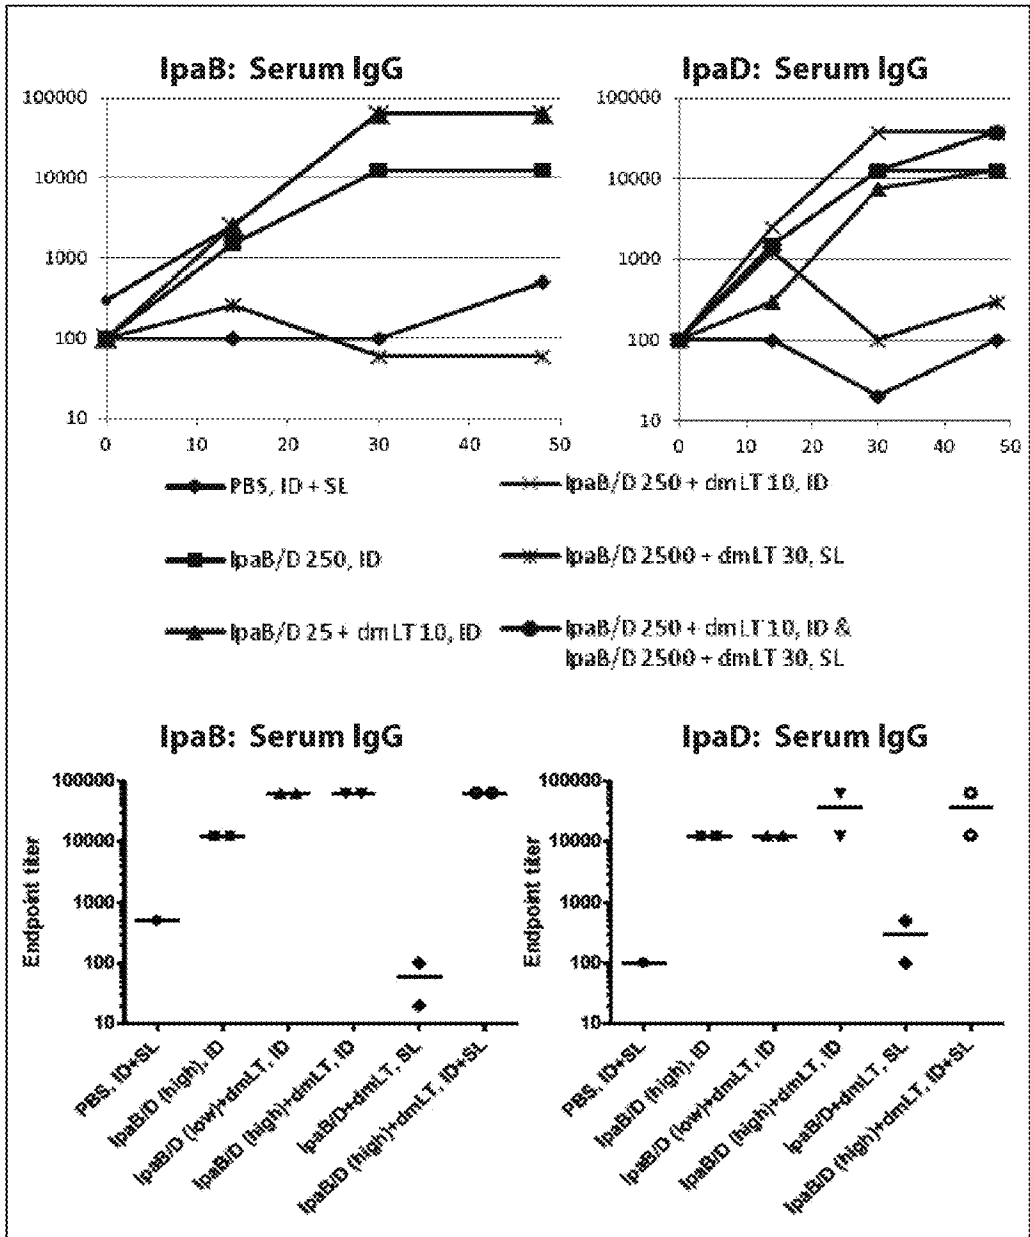 IpaB: Serum IgG
100000
10000
1000
100
10
0
10
20
30
40
50
IpaD: Serum IgG
100000
10000
1000
100
10
0
10
20
30
40
50
PBS, ID + SL
IpaB/D 250 + dmLT 10, ID
IpaB/D 250, ID
IpaB/D 2500 + dmLT 30, SL
IpaB/D 25 + dmLT 10, ID
IpaB/D 250 + dmLT 10, ID &
IpaB/D 2500 + dmLT 30, SL
IpaB: Serum IgG
Endpoint titer
100000
10000
1000
100
10
PBS, ID+SL
IpaB/D (high), ID
IpaB/D (low)+dmLT, ID
IpaB/D (high)+dmLT, ID
IpaB/D+dmLT, SL
IpaB/D (high)+dmLT, ID+SL
IpaD: Serum IgG
Endpoint titer
100000
10000
1000
100
10
PBS, ID+SL
IpaB/D (high), ID
IpaB/D (low)+dmLT, ID
IpaB/D (high)+dmLT, ID
IpaB/D+dmLT, SL
IpaB/D (high)+dmLT, ID+SL